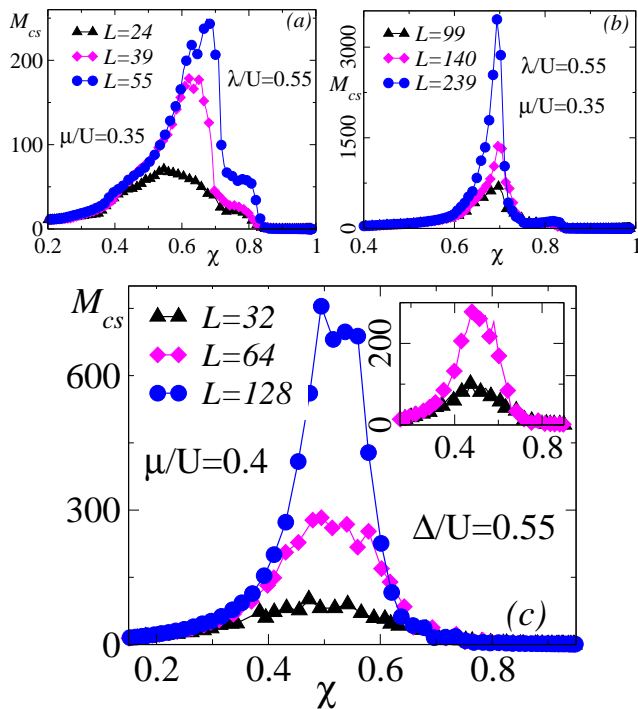 M_cs
(a)
L=24
L=39
L=55
λ/U=0.55
μ/U=0.35
200
100
0
0.2 0.4 0.6 0.8 1
χ
M_cs
(b)
L=99
L=140
L=239
λ/U=0.55
μ/U=0.35
3000
1500
0
0.4 0.6 0.8 1
χ
M_cs
L=32
L=64
L=128
μ/U=0.4
Δ/U=0.55
(c)
600
300
0
0.2 0.4 0.6 0.8
χ
200
0
0.4 0.8